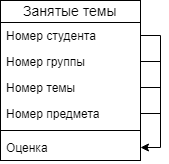 Занятые темы
Номер студента
Номер группы
Номер темы
Номер предмета
Оценка